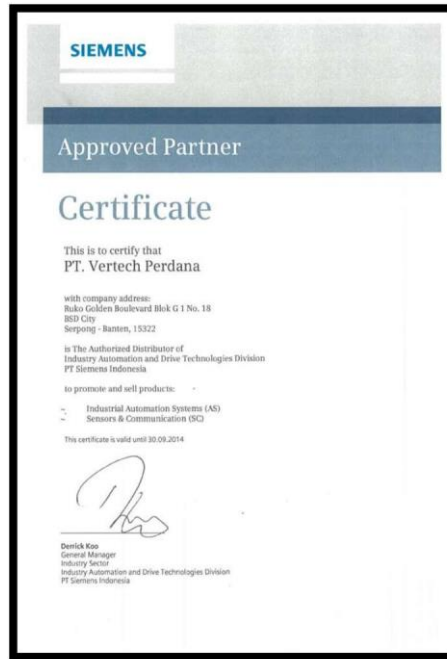 SIEMENS
Approved Partner
Certificate
This is to certify that
PT. Vertech Perdana
with company address:
Ruko Golden Boulevard Blok G 1 No. 18
BSD City
Serpong - Banten, 15322
is The Authorized Distributor of
Industry Automation and Drive Technologies Division
PT Siemens Indonesia
to promote and sell products:
~ Industrial Automation Systems (AS)
~ Sensors & Communication (SC)
This certificate is valid until 30.09.2014
Derrick Koo
General Manager
Industry Sector
Industry Automation and Drive Technologies Division
PT Siemens Indonesia